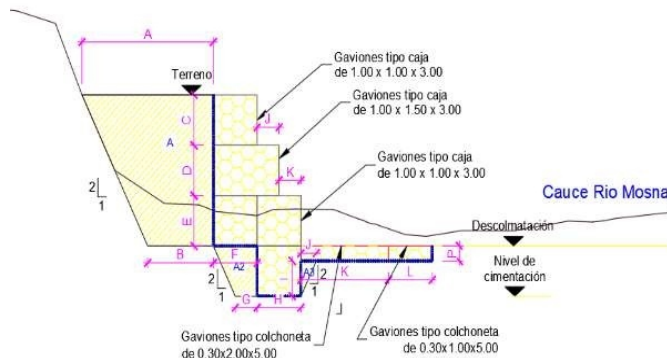 A
Gaviones tipo caja
de 1.00 x 1.00 x 3.00
Terreno
Gaviones tipo caja
de 1.00 x 1.50 x 3.00
C
J
A
Gaviones tipo caja
de 1.00 x 1.00 x 3.00
D
K
2
1
Cauce Rio Mosna
E
Descolmatación
B
F
J
P
Nivel de
cimentación
A2
I
A3
2
1
K
L
2
1
G
H
Gaviones tipo colchoneta
de 0.30x2.00x5.00
Gaviones tipo colchoneta
de 0.30x1.00x5.00